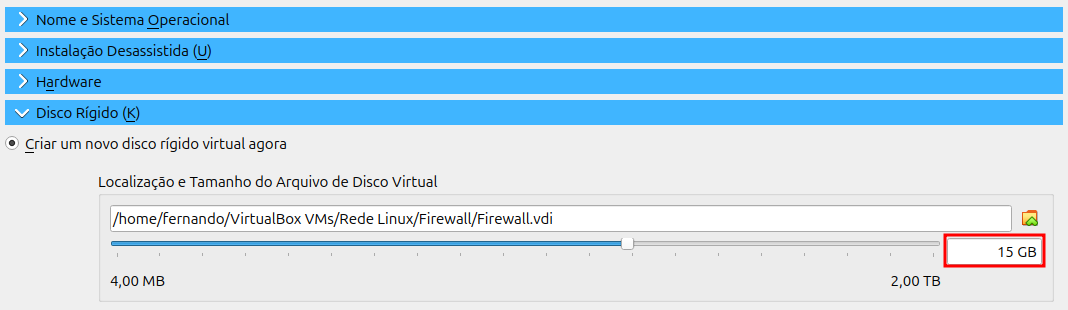 Nome e Sistema Operacional
Instalação Desassistida (U)
Hardware
Disco Rígido (K)
Criar um novo disco rígido virtual agora
Localização e Tamanho do Arquivo de Disco Virtual
/home/fernando/VirtualBox VMs/Rede Linux/Firewall/Firewall.vdi
15 GB
4,00 MB 2,00 TB